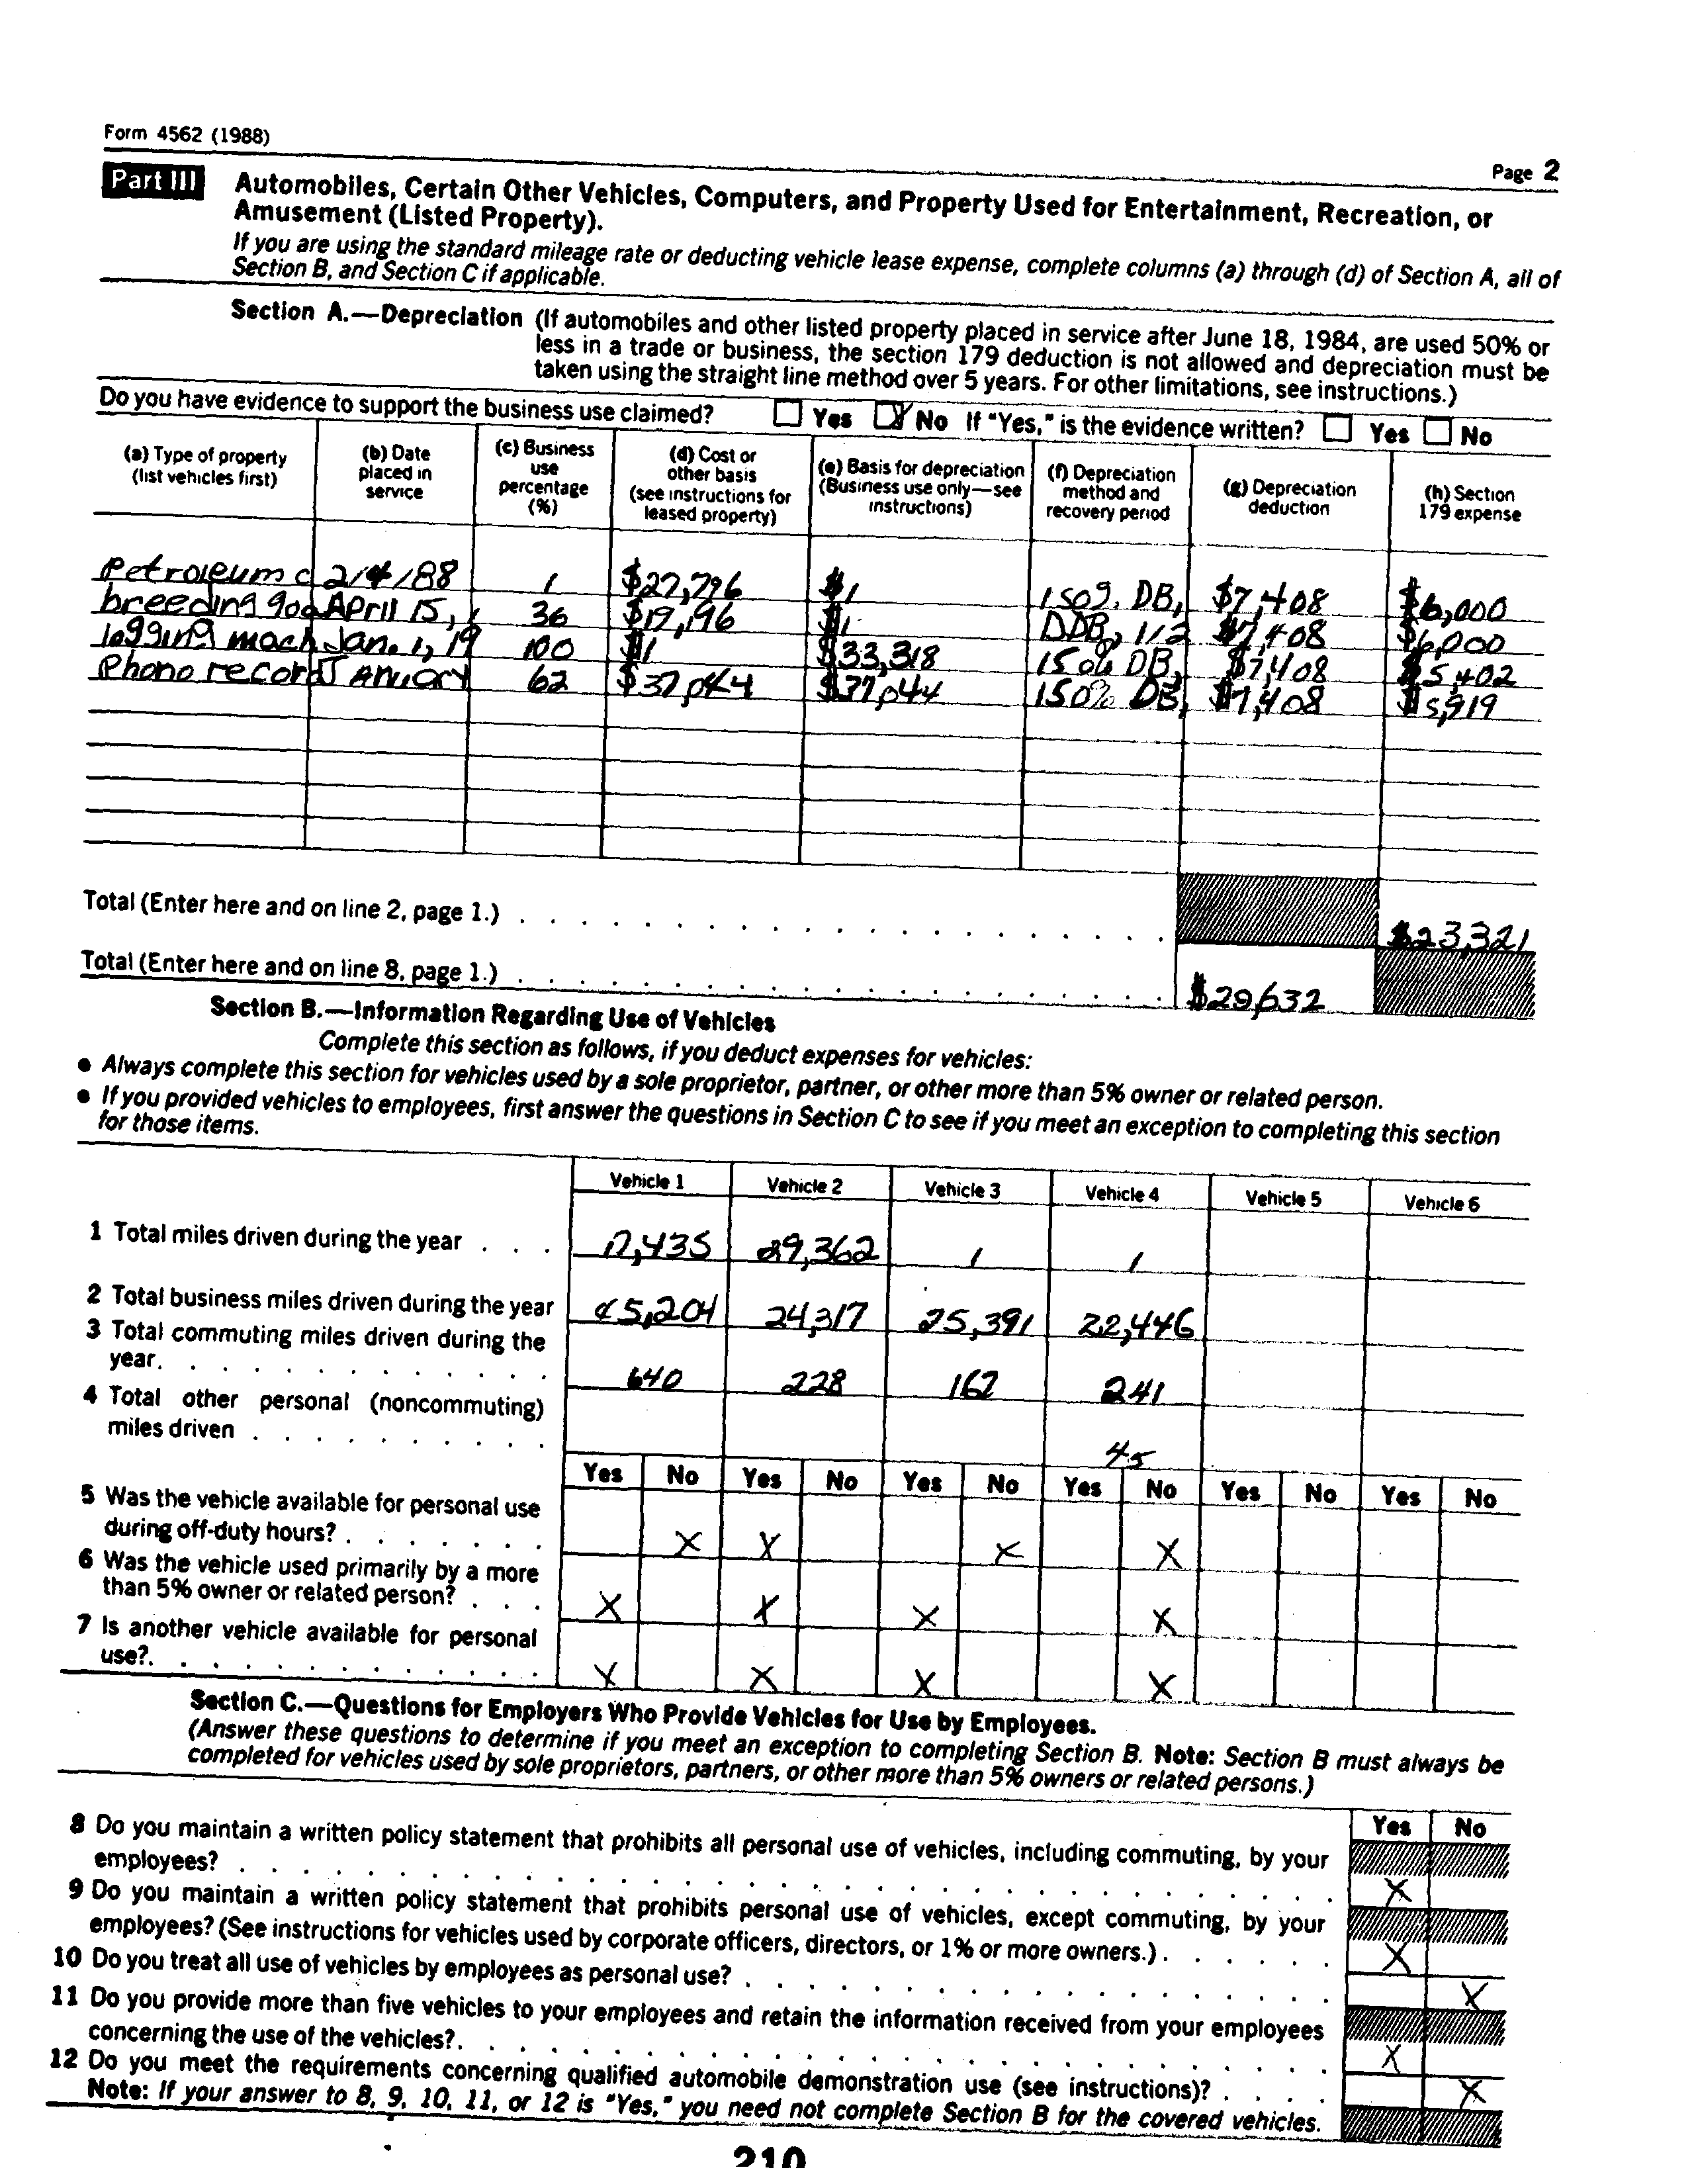 Form 4562 (1988)
Page 2
Part III Automobiles, Certain Other Vehicles, Computers, and Property Used for Entertainment, Recreation, or
Amusement (Listed Property).
If you are using the standard mileage rate or deducting vehicle lease expense, complete columns (a) through (d) of Section A, all of
Section B, and Section C if applicable.
Section A.—Depreciation (If automobiles and other listed property placed in service after June 18, 1984, are used 50% or
less in a trade or business, the section 179 deduction is not allowed and depreciation must be
taken using the straight line method over 5 years. For other limitations, see instructions.)
Do you have evidence to support the business use claimed? Yes No If "Yes," is the evidence written? Yes No
(a) Type of property (list vehicles first) (b) Date placed in service (c) Business use percentage (%) (d) Cost or other basis (see instructions for leased property) (e) Basis for depreciation (Business use only—see instructions) (f) Depreciation method and recovery period (g) Depreciation deduction (h) Section 179 expense
Petroleum c 2/4/88 1 $27,796 $1 150% DB, $7,408 $6,000
breeding goa April 15, 1 36 $19,196 $1 DDB, 1/2 $7,408 $6,000
logging mach Jan. 1, 19 100 $1 $33,318 150% DB, $7,408 $5,402
Phono record January 62 $37,044 $37,044 150% DB, $7,408 $5,919
Total (Enter here and on line 2, page 1.) $23,321
Total (Enter here and on line 8, page 1.) $29,632
Section B.—Information Regarding Use of Vehicles
Complete this section as follows, if you deduct expenses for vehicles:
● Always complete this section for vehicles used by a sole proprietor, partner, or other more than 5% owner or related person.
● If you provided vehicles to employees, first answer the questions in Section C to see if you meet an exception to completing this section
for those items.
Vehicle 1 Vehicle 2 Vehicle 3 Vehicle 4 Vehicle 5 Vehicle 6
1 Total miles driven during the year 17,435 29,362 1 1
2 Total business miles driven during the year 24,317 25,391 22,446
3 Total commuting miles driven during the
year. 640 228 162 241
4 Total other personal (noncommuting)
miles driven 45
Yes No Yes No Yes No Yes No Yes No Yes No
5 Was the vehicle available for personal use
during off-duty hours? X X X X
6 Was the vehicle used primarily by a more
than 5% owner or related person? X X X X
7 Is another vehicle available for personal
use?. X X X X
Section C.—Questions for Employers Who Provide Vehicles for Use by Employees.
(Answer these questions to determine if you meet an exception to completing Section B. Note: Section B must always be
completed for vehicles used by sole proprietors, partners, or other more than 5% owners or related persons.)
Yes No
8 Do you maintain a written policy statement that prohibits all personal use of vehicles, including commuting, by your
employees? X
9 Do you maintain a written policy statement that prohibits personal use of vehicles, except commuting, by your
employees? (See instructions for vehicles used by corporate officers, directors, or 1% or more owners.) X
10 Do you treat all use of vehicles by employees as personal use? X
11 Do you provide more than five vehicles to your employees and retain the information received from your employees
concerning the use of the vehicles?. X
12 Do you meet the requirements concerning qualified automobile demonstration use (see instructions)? X
Note: If your answer to 8, 9, 10, 11, or 12 is "Yes," you need not complete Section B for the covered vehicles.
210